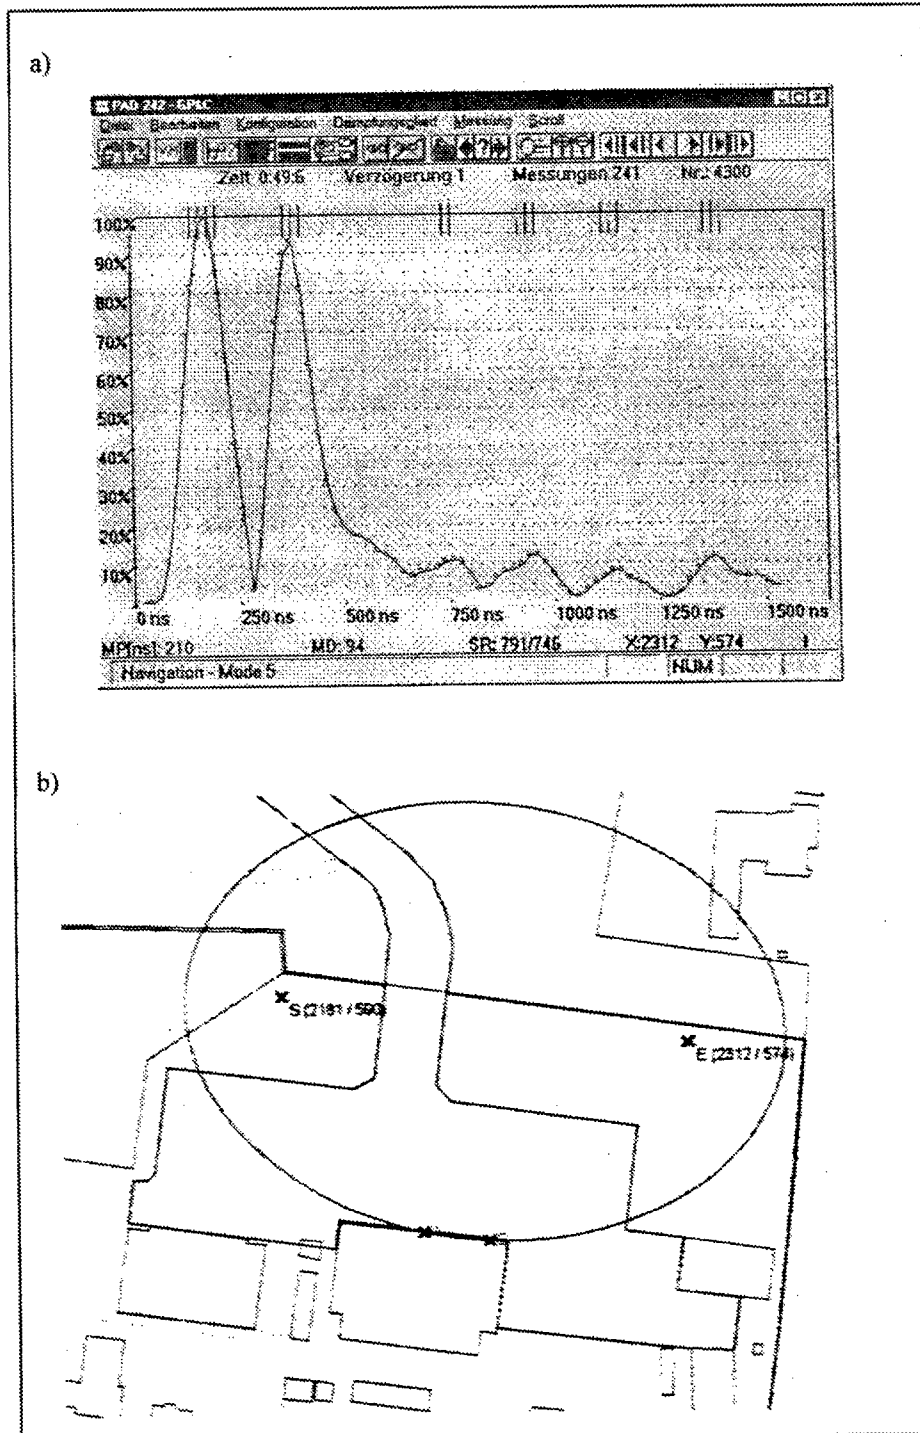 a)
PAD 242 - GPLC
Datei Bearbeiten Konfiguration Dämpfungsglied Messung Scroll
Zeit 0:49:6 Verzögerung 1 Messungen 241 Nr.: 4300
100%
90%
80%
70%
60%
50%
40%
30%
20%
10%
0 ns 250 ns 500 ns 750 ns 1000 ns 1250 ns 1500 ns
MP[ns]: 210 MD: 94 SR: 791/746 X:2312 Y:574 I
Navigation - Mode 5 NUM
b)
S (2181 / 590)
E (2312 / 574)